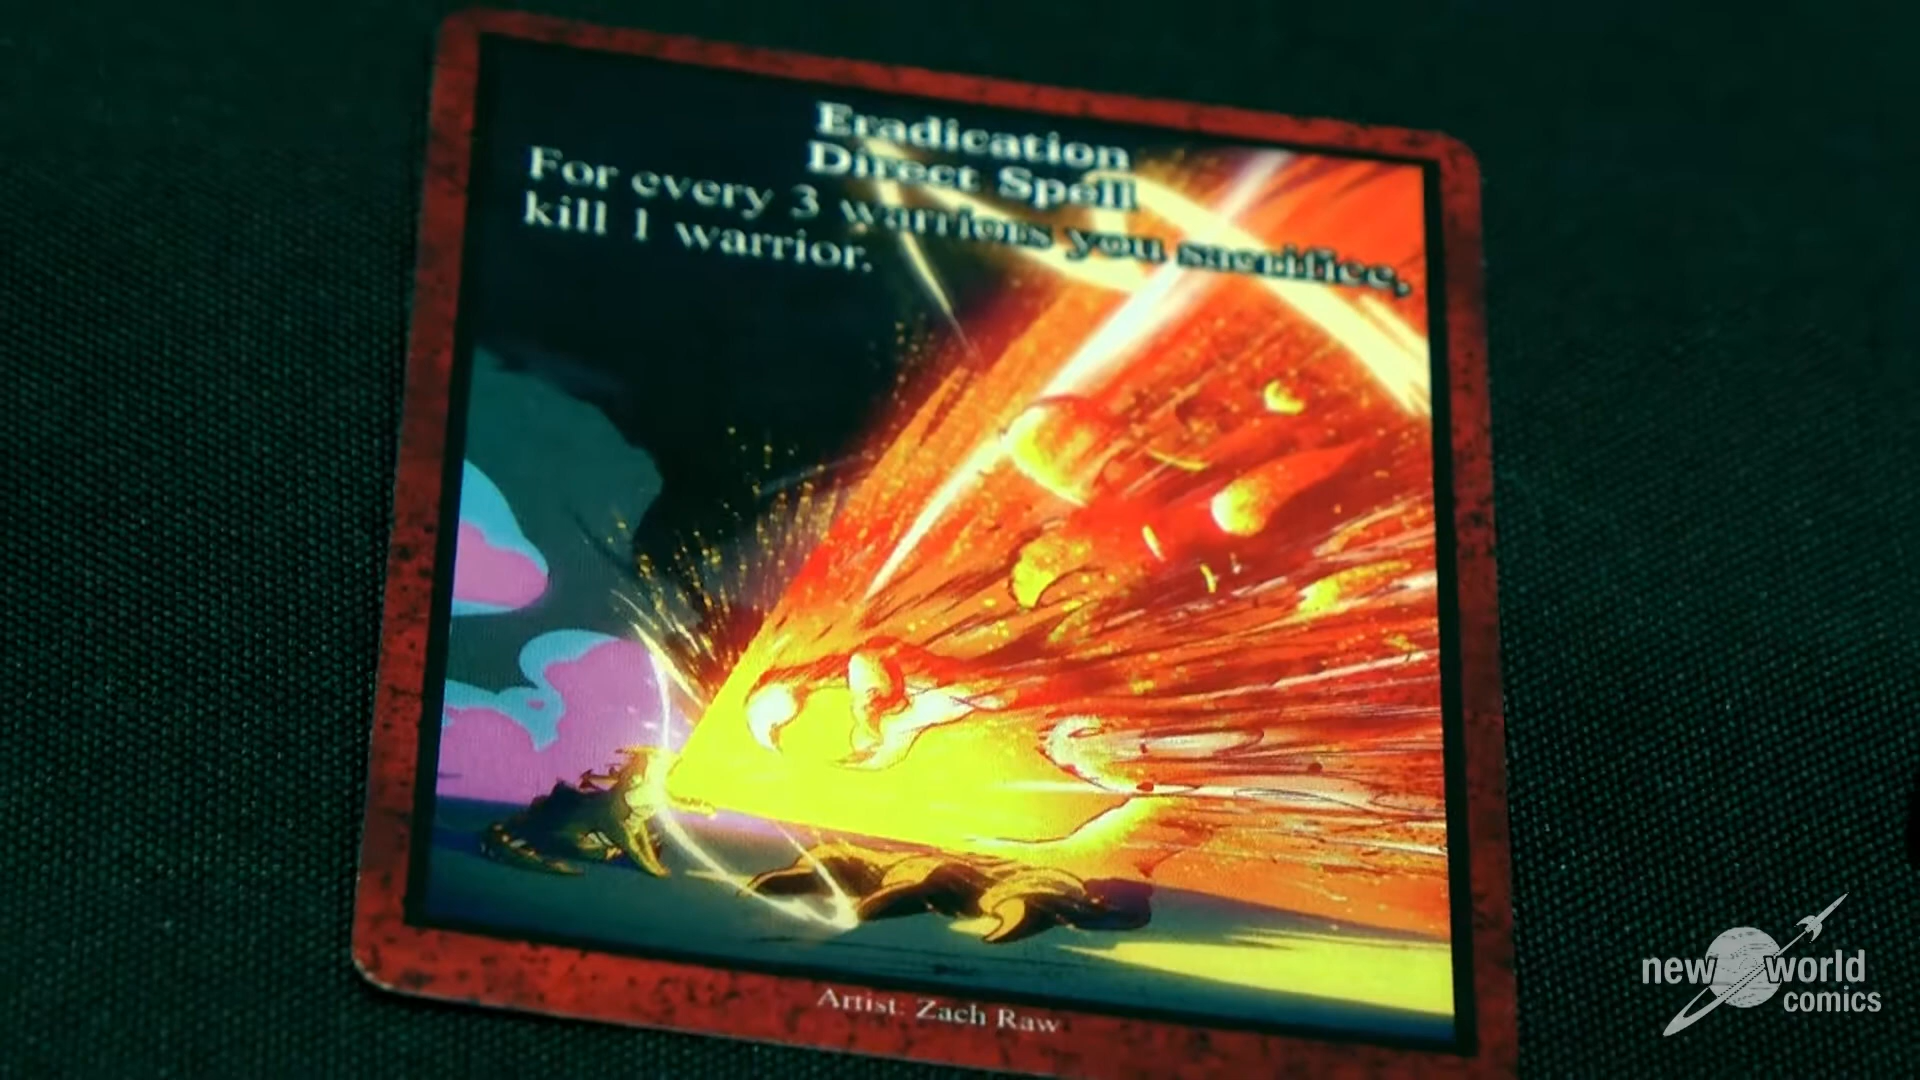 Eradication
Direct Spell
For every 3 warriors you sacrifice,
kill 1 warrior.
Artist: Zach Raw
new world
comics